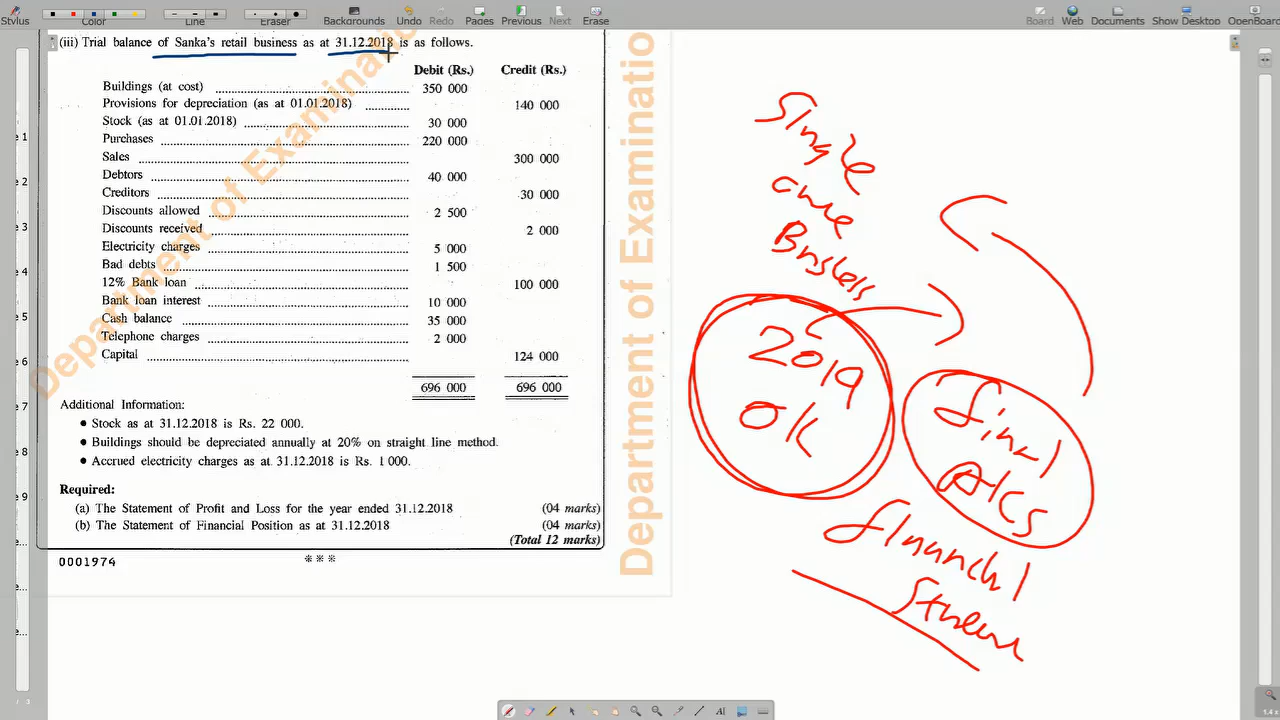 Stylus
Color
Line
Eraser
Backgrounds
Undo
Redo
Pages
Previous
Next
Erase
Board
Web
Documents
Show Desktop
OpenBoard
(iii) Trial balance of Sanka's retail business as at 31.12.2018 is as follows.
Debit (Rs.) Credit (Rs.)
Buildings (at cost) 350 000
Provisions for depreciation (as at 01.01.2018) 140 000
Stock (as at 01.01.2018) 30 000
Purchases 220 000
Sales 300 000
Debtors 40 000
Creditors 30 000
Discounts allowed 2 500
Discounts received 2 000
Electricity charges 5 000
Bad debts 1 500
12% Bank loan 100 000
Bank loan interest 10 000
Cash balance 35 000
Telephone charges 2 000
Capital 124 000
696 000 696 000
Additional Information:
• Stock as at 31.12.2018 is Rs. 22 000.
• Buildings should be depreciated annually at 20% on straight line method.
• Accrued electricity charges as at 31.12.2018 is Rs. 1 000.
Required:
(a) The Statement of Profit and Loss for the year ended 31.12.2018 (04 marks)
(b) The Statement of Financial Position as at 31.12.2018 (04 marks)
(Total 12 marks)
0001974 ***
Department of Examination
Department of Examinatio
Single
2019
OK
final
A/CS
1.4